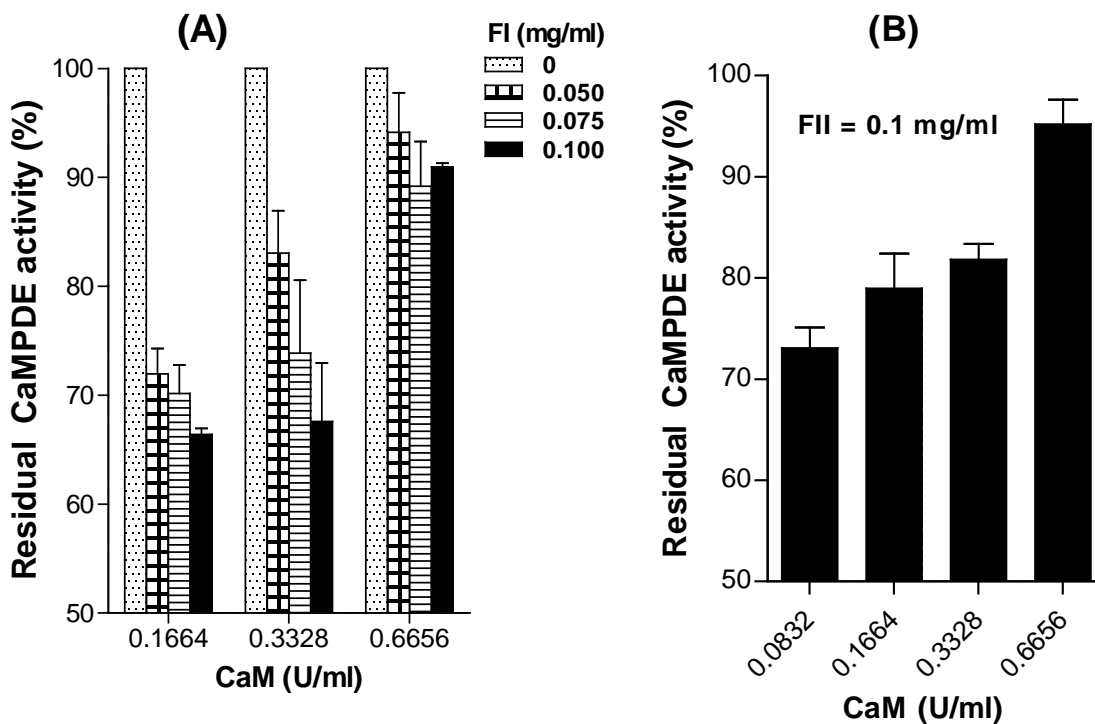 (A)
FI (mg/ml)
0
0.050
0.075
0.100
Residual CaMPDE activity (%)
100
90
80
70
60
50
0.1664 0.3328 0.6656
CaM (U/ml)
(B)
FII = 0.1 mg/ml
Residual CaMPDE activity (%)
100
90
80
70
60
50
0.0832 0.1664 0.3328 0.6656
CaM (U/ml)